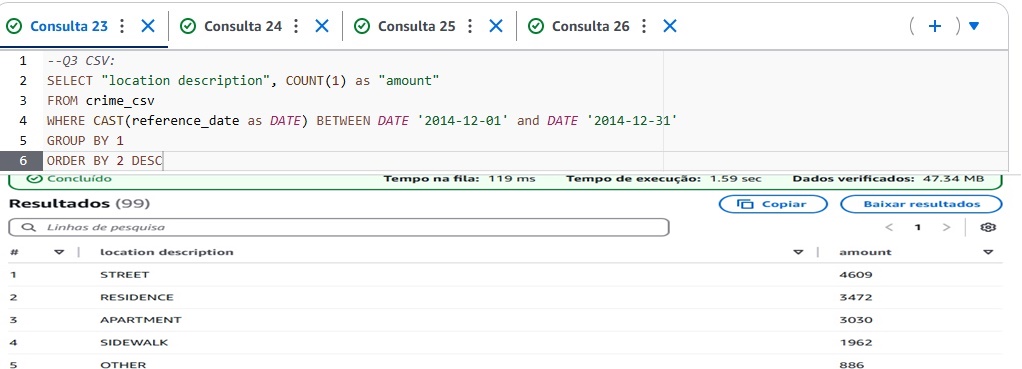 Consulta 23 Consulta 24 Consulta 25 Consulta 26
1 --Q3 CSV:
2 SELECT "location description", COUNT(1) as "amount"
3 FROM crime_csv
4 WHERE CAST(reference_date as DATE) BETWEEN DATE '2014-12-01' and DATE '2014-12-31'
5 GROUP BY 1
6 ORDER BY 2 DESC
Concluído Tempo na fila: 119 ms Tempo de execução: 1.59 sec Dados verificados: 47.34 MB
Resultados (99) Copiar Baixar resultados
Linhas de pesquisa < 1 >
# location description amount
1 STREET 4609
2 RESIDENCE 3472
3 APARTMENT 3030
4 SIDEWALK 1962
5 OTHER 886